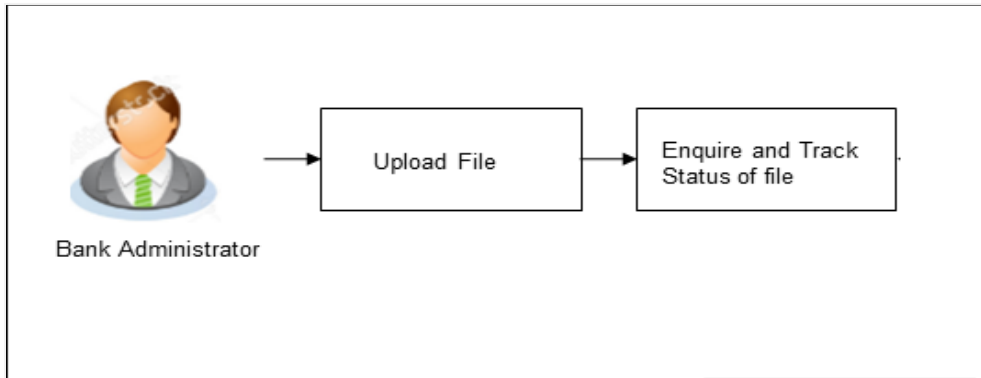 Upload File
Enquire and Track
Status of file
Bank Administrator